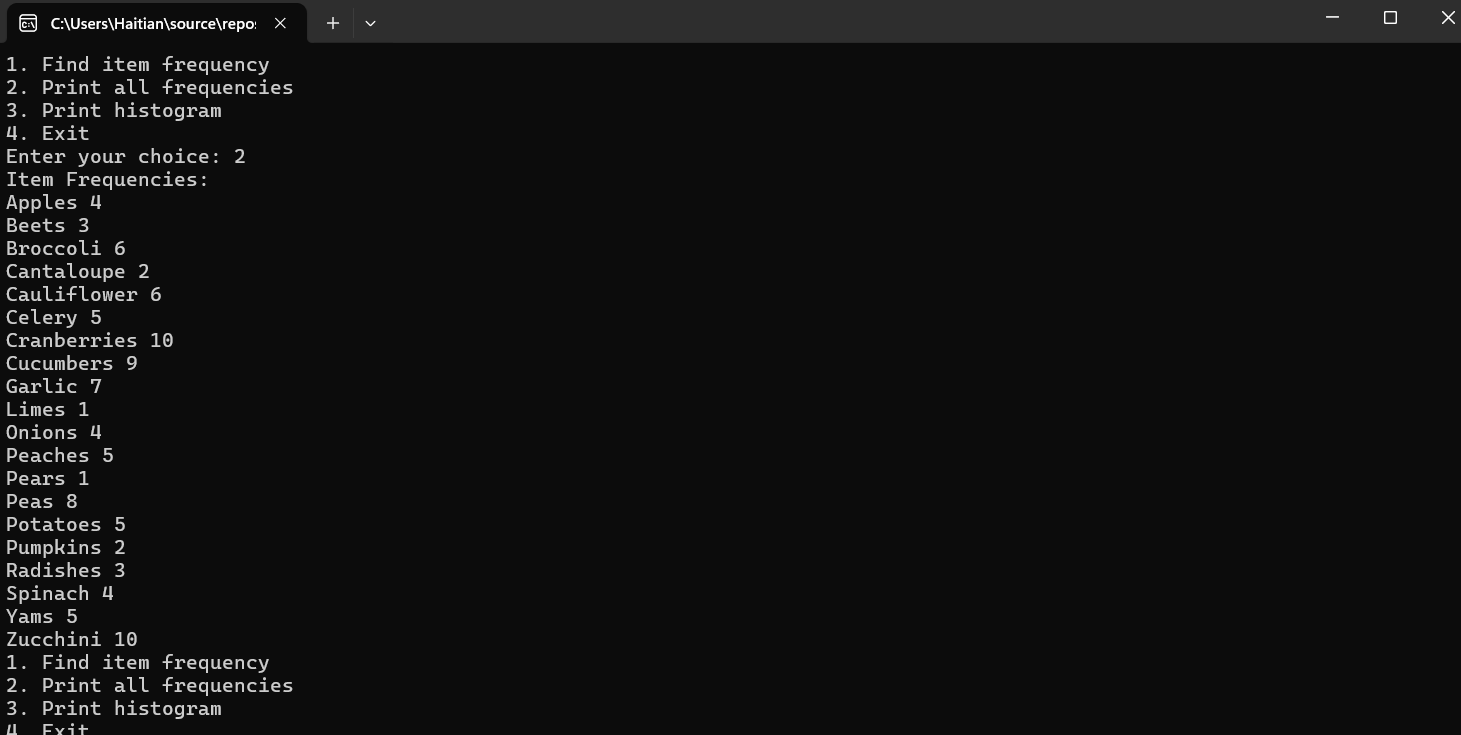 C:\Users\Haitian\source\repo:
1. Find item frequency
2. Print all frequencies
3. Print histogram
4. Exit
Enter your choice: 2
Item Frequencies:
Apples 4
Beets 3
Broccoli 6
Cantaloupe 2
Cauliflower 6
Celery 5
Cranberries 10
Cucumbers 9
Garlic 7
Limes 1
Onions 4
Peaches 5
Pears 1
Peas 8
Potatoes 5
Pumpkins 2
Radishes 3
Spinach 4
Yams 5
Zucchini 10
1. Find item frequency
2. Print all frequencies
3. Print histogram
4. Exit